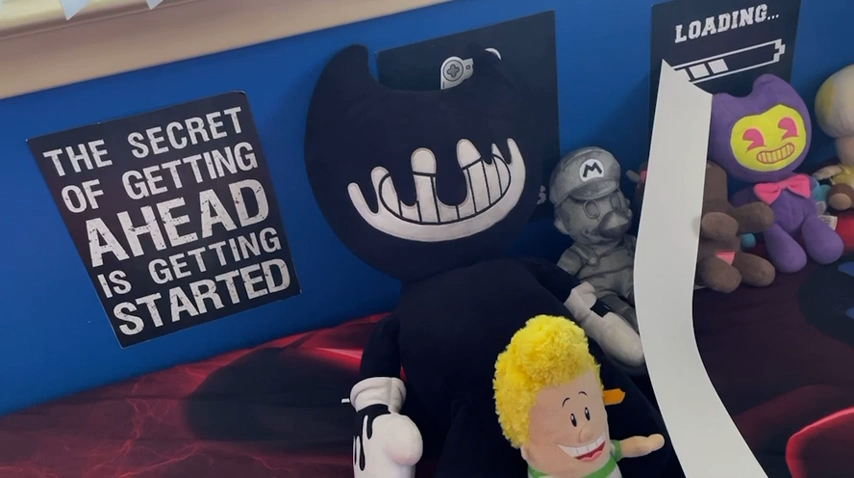 THE SECRET
OF GETTING
AHEAD
IS GETTING
STARTED
LOADING...
M